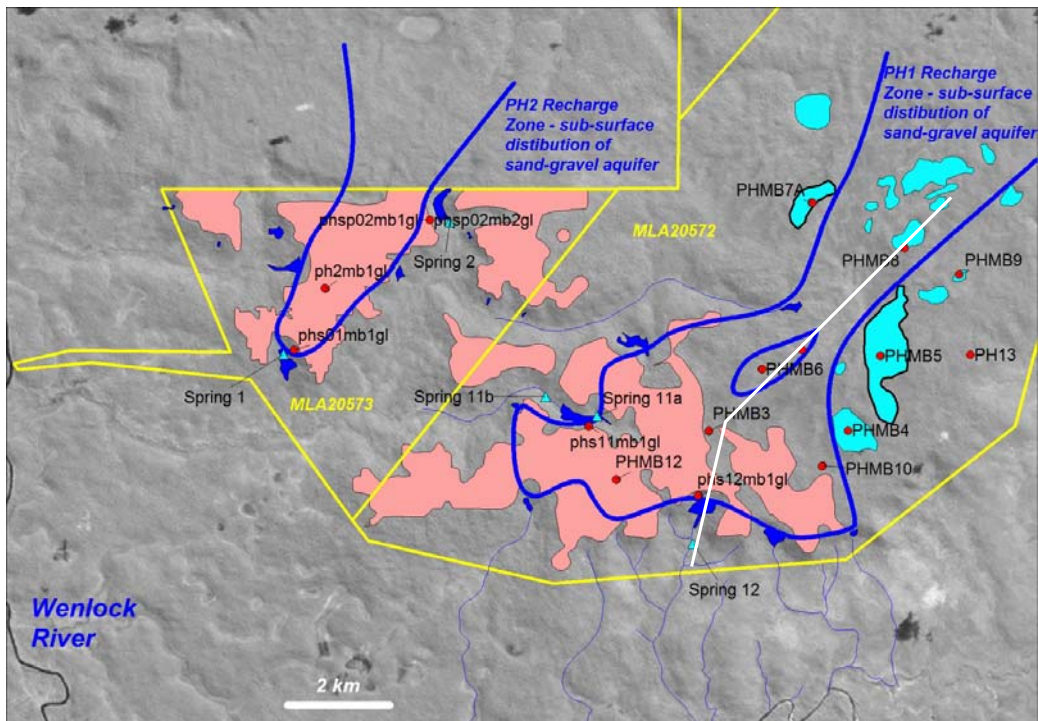 PH2 Recharge
Zone - sub-surface
distibution of
sand-gravel aquifer
PH1 Recharge
Zone - sub-surface
distibution of
sand-gravel aquifer
PHMB7A
phsp02mb1gl
phsp02mb2gl
MLA20572
Spring 2
PHMB8
PHMB9
ph2mb1gl
phs01mb1gl
PHMB6
PHMB5
PH13
Spring 1
MLA20573
Spring 11b
Spring 11a
PHMB3
PHMB4
phs11mb1gl
PHMB12
phs12mb1gl
PHMB10
Spring 12
Wenlock
River
2 km